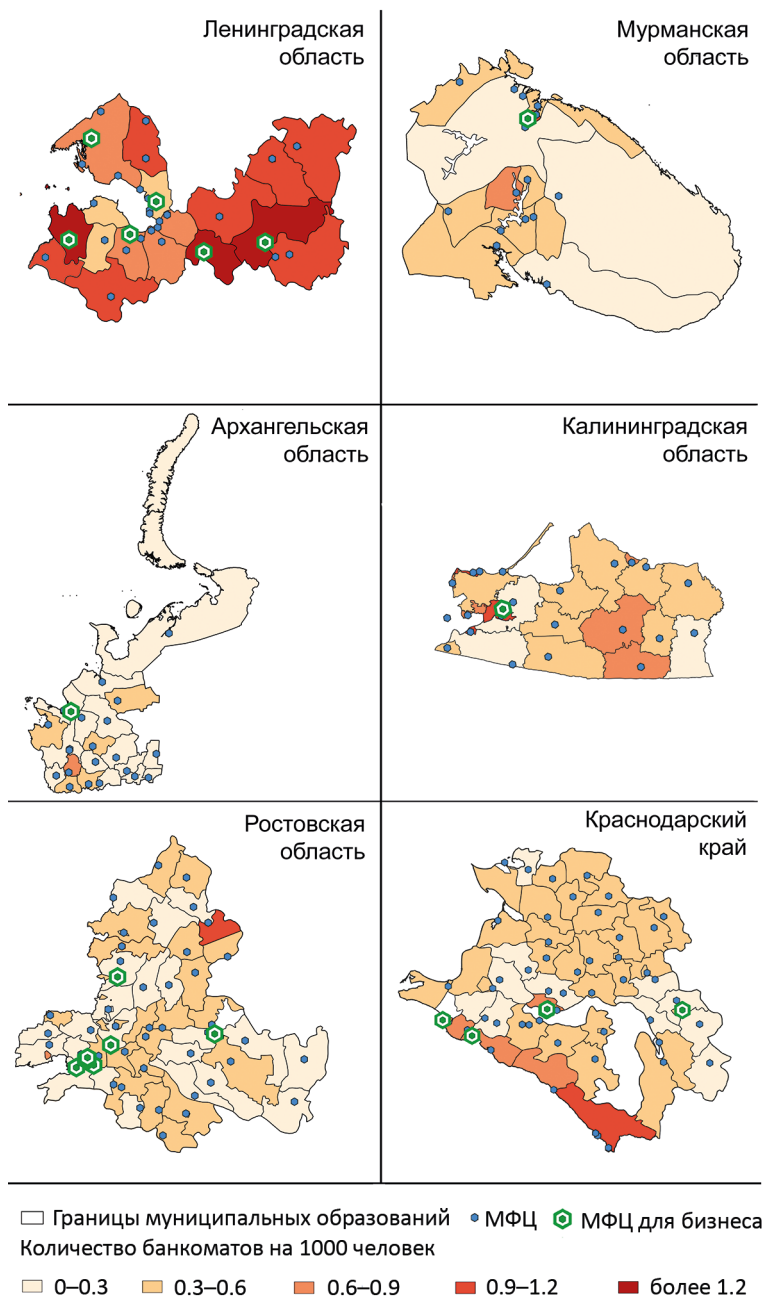 Ленинградская
область
Мурманская
область
Архангельская
область
Калининградская
область
Ростовская
область
Краснодарский
край
Границы муниципальных образований
МФЦ
МФЦ для бизнеса
Количество банкоматов на 1000 человек
0–0.3
0.3–0.6
0.6–0.9
0.9–1.2
более 1.2